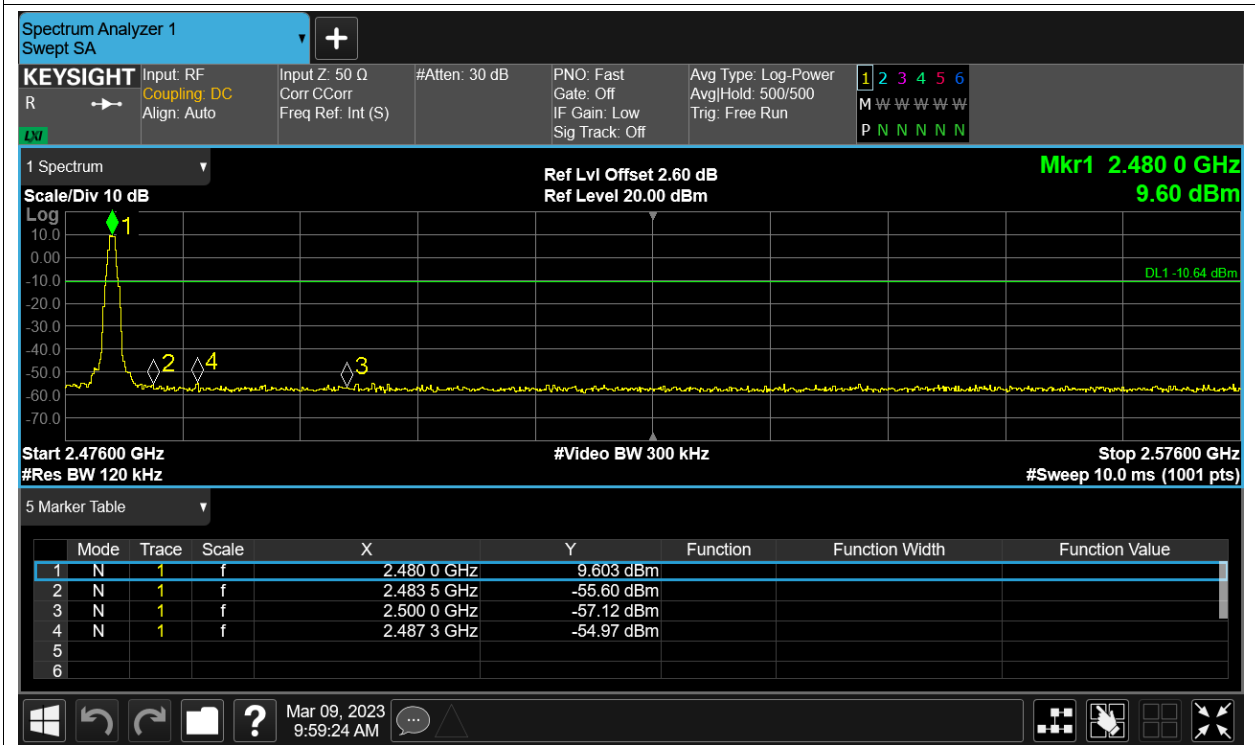 Spectrum Analyzer 1
Swept SA
KEYSIGHT Input: RF Input Z: 50 Ω #Atten: 30 dB PNO: Fast Avg Type: Log-Power 1 2 3 4 5 6
R Coupling: DC Corr CCorr Gate: Off Avg|Hold: 500/500 M W W W W W W
Align: Auto Freq Ref: Int (S) IF Gain: Low Trig: Free Run
LXI Sig Track: Off P N N N N N N
1 Spectrum Ref Lvl Offset 2.60 dB Mkr1 2.480 0 GHz
Scale/Div 10 dB Ref Level 20.00 dBm 9.60 dBm
Log
1
10.0
0.00
DL1 -10.64 dBm
-10.0
-20.0
-30.0
-40.0
2 4 3
-50.0
-60.0
-70.0
Start 2.47600 GHz #Video BW 300 kHz Stop 2.57600 GHz
#Res BW 120 kHz #Sweep 10.0 ms (1001 pts)
5 Marker Table
Mode Trace Scale X Y Function Function Width Function Value
1 N 1 f 2.480 0 GHz 9.603 dBm
2 N 1 f 2.483 5 GHz -55.60 dBm
3 N 1 f 2.500 0 GHz -57.12 dBm
4 N 1 f 2.487 3 GHz -54.97 dBm
5
6
? Mar 09, 2023
9:59:24 AM